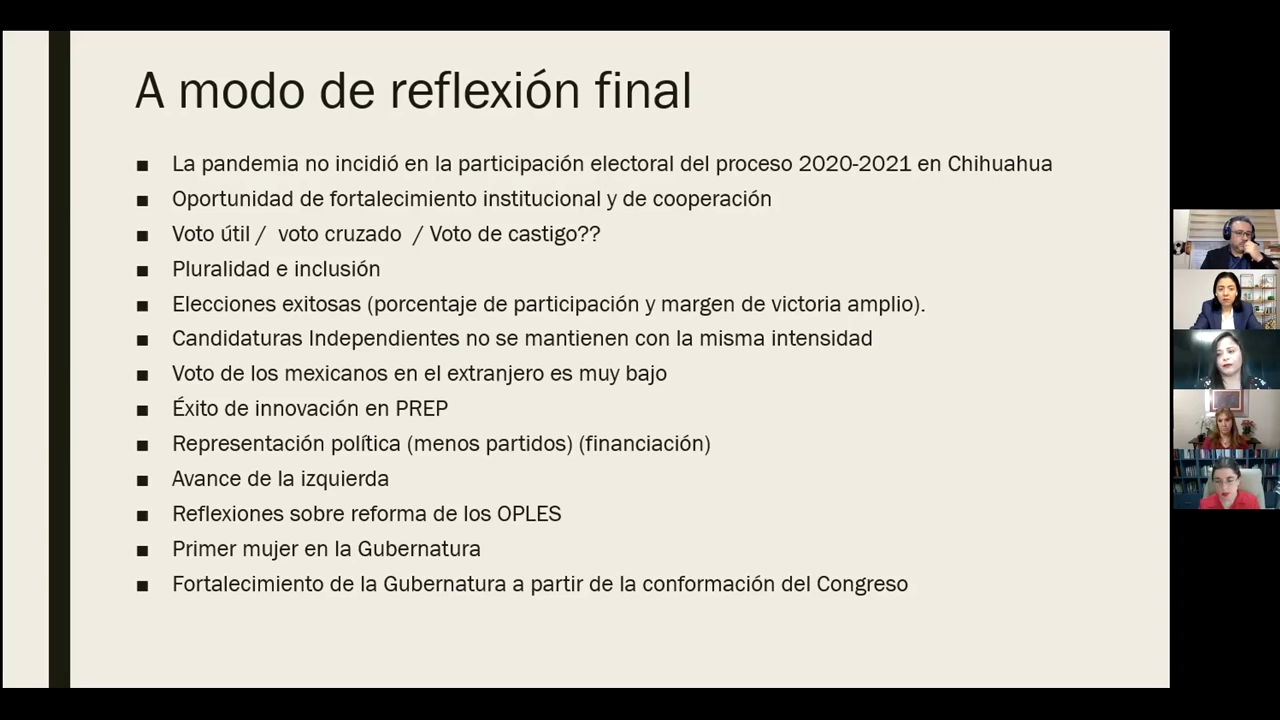 A modo de reflexión final
■ La pandemia no incidió en la participación electoral del proceso 2020-2021 en Chihuahua
■ Oportunidad de fortalecimiento institucional y de cooperación
■ Voto útil / voto cruzado / Voto de castigo??
■ Pluralidad e inclusión
■ Elecciones exitosas (porcentaje de participación y margen de victoria amplio).
■ Candidaturas Independientes no se mantienen con la misma intensidad
■ Voto de los mexicanos en el extranjero es muy bajo
■ Éxito de innovación en PREP
■ Representación política (menos partidos) (financiación)
■ Avance de la izquierda
■ Reflexiones sobre reforma de los OPLES
■ Primer mujer en la Gubernatura
■ Fortalecimiento de la Gubernatura a partir de la conformación del Congreso